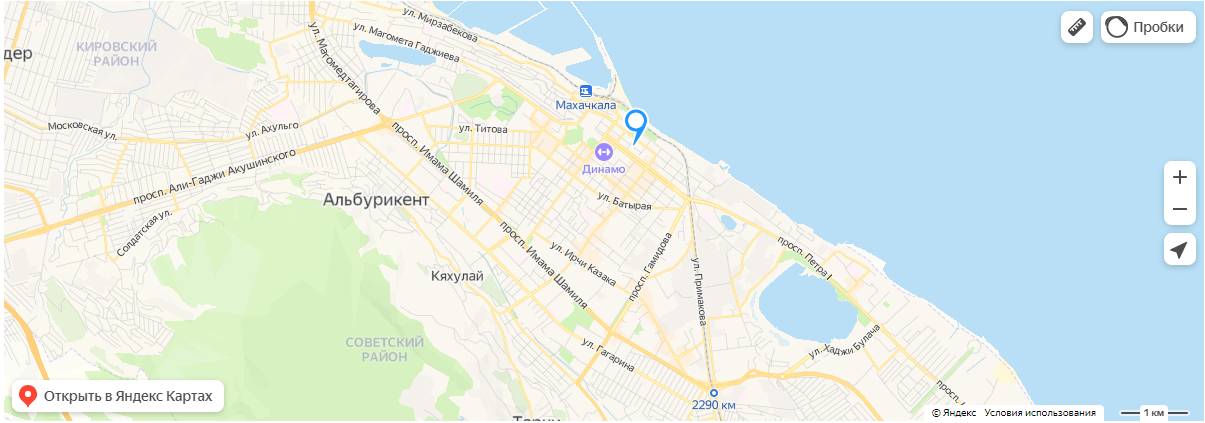 ул. Мирзабекова
ул. Магомета Гаджиева
Пробки
дер
КИРОВСКИЙ
РАЙОН
ул. Магомедтагирова
Махачкала
Московская ул.
ул. Ахульго
ул. Титова
просп. Имама Шамиля
Динамо
просп. Али-Гаджи Акушинского
Альбурикент
ул. Батырая
Солдатская ул.
просп. Имама Шамиля
ул. Ирчи Казака
просп. Гамидова
ул. Примакова
просп. Петра I
Кяхулай
СОВЕТСКИЙ
РАЙОН
ул. Гагарина
ул. Хаджи Булача
Открыть в Яндекс Картах
2290 км
© Яндекс Условия использования
1 км